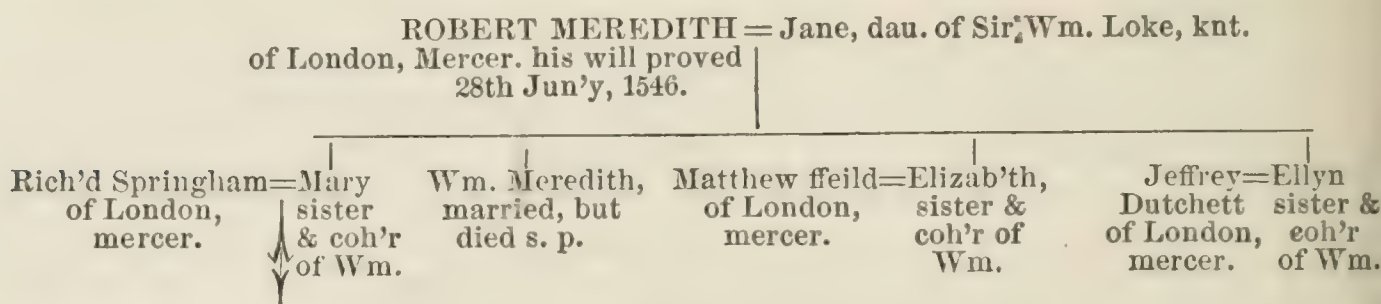 ROBERT MEREDITH = Jane, dau. of Sir Wm. Loke, knt.
of London, Mercer. his will proved
28th Jun'y, 1546.
Rich'd Springham=Mary
of London, sister
mercer. & coh'r
of Wm.
Wm. Meredith,
married, but
died s. p.
Matthew ffeild=Elizab'th,
of London, sister &
mercer. coh'r of
Wm.
Jeffrey=Ellyn
Dutchett sister &
of London, coh'r
mercer. of Wm.